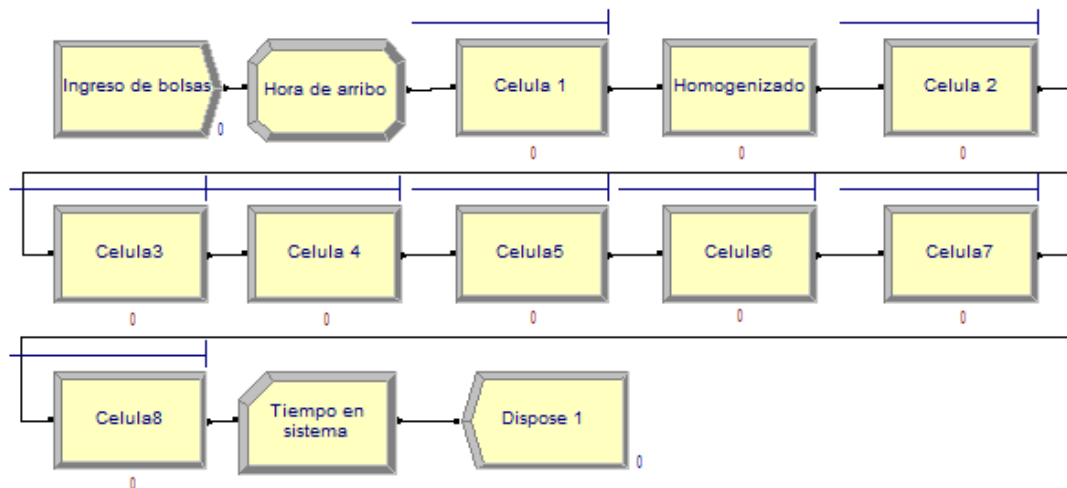 Ingreso de bolsas
0
Hora de arribo
Celula 1
0
Homogenizado
0
Celula 2
0
Celula3
0
Celula 4
0
Celula5
0
Celula6
0
Celula7
0
Celula8
0
Tiempo en
sistema
Dispose 1
0